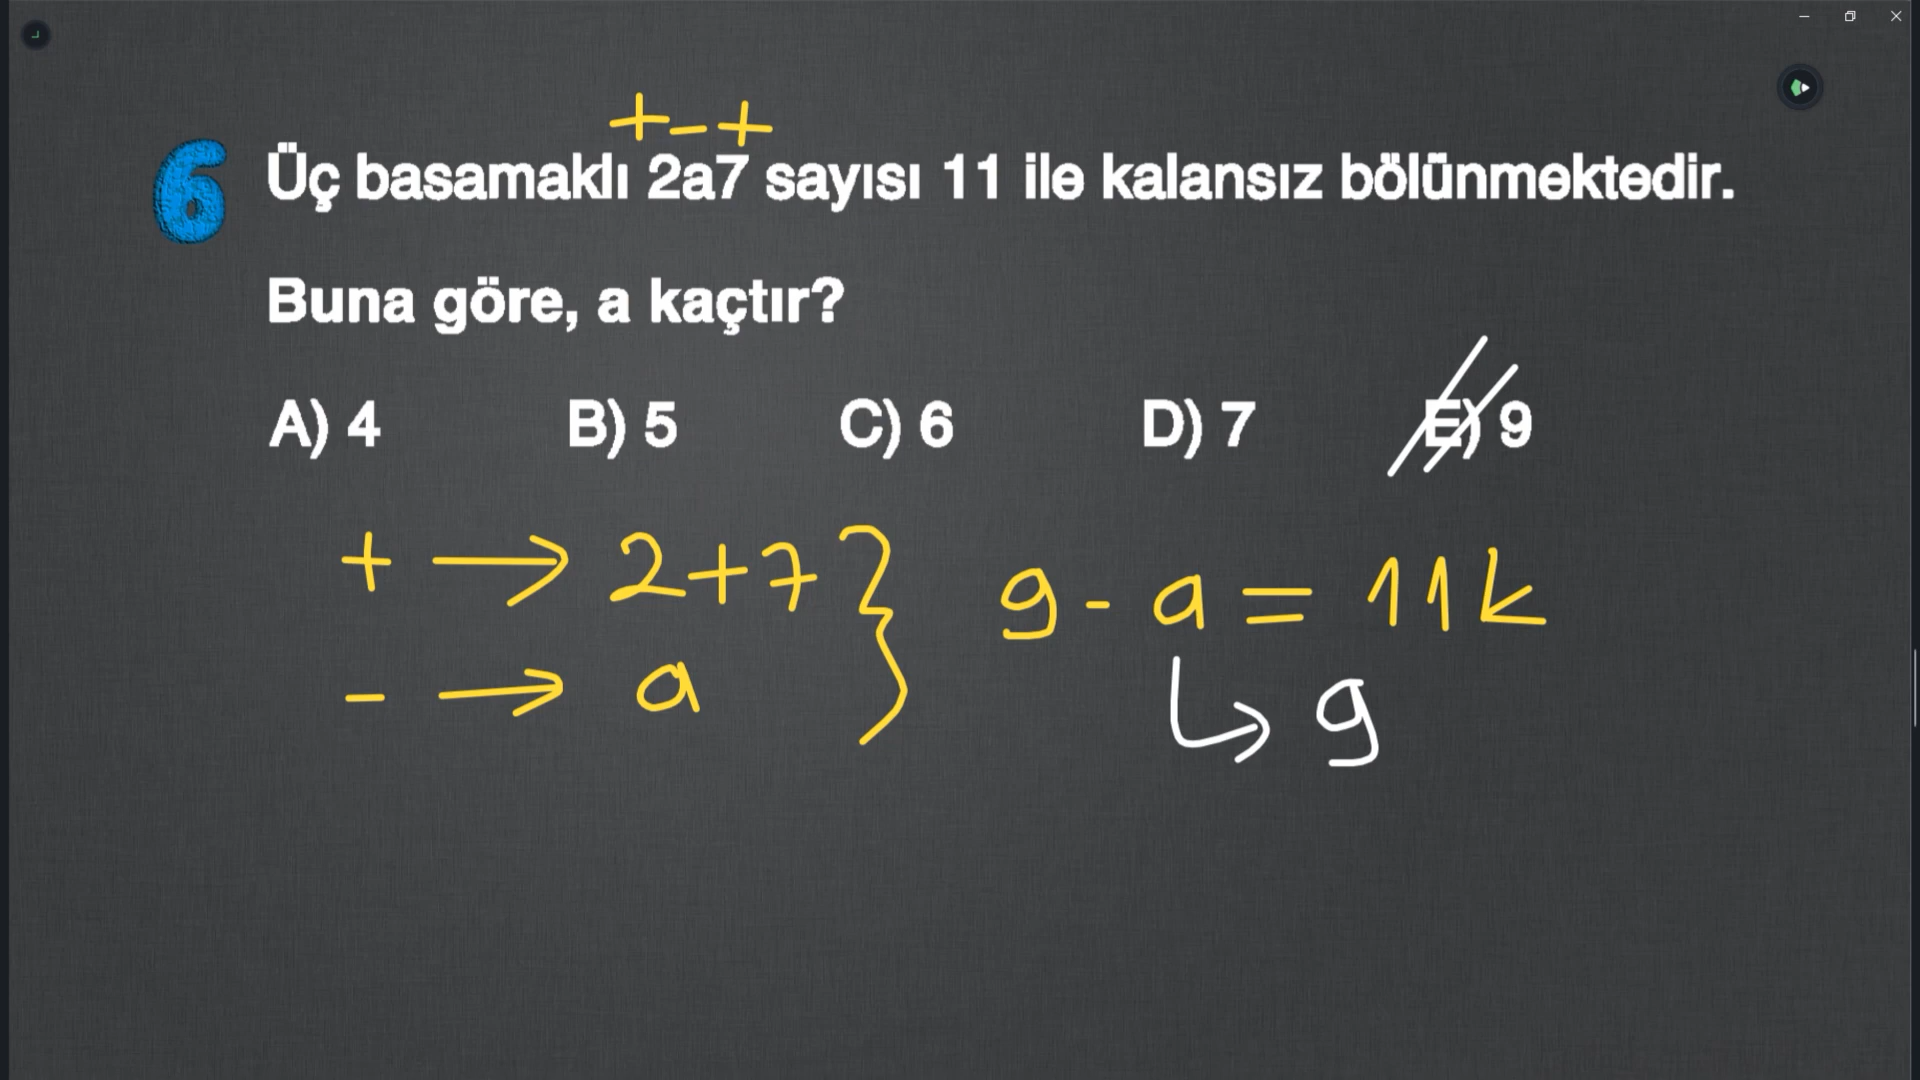 + - +
6 Üç basamaklı 2a7 sayısı 11 ile kalansız bölünmektedir.
Buna göre, a kaçtır?
A) 4 B) 5 C) 6 D) 7 E) 9
+ → 2+7 } 9 - a = 11k
- → a
↳ 9